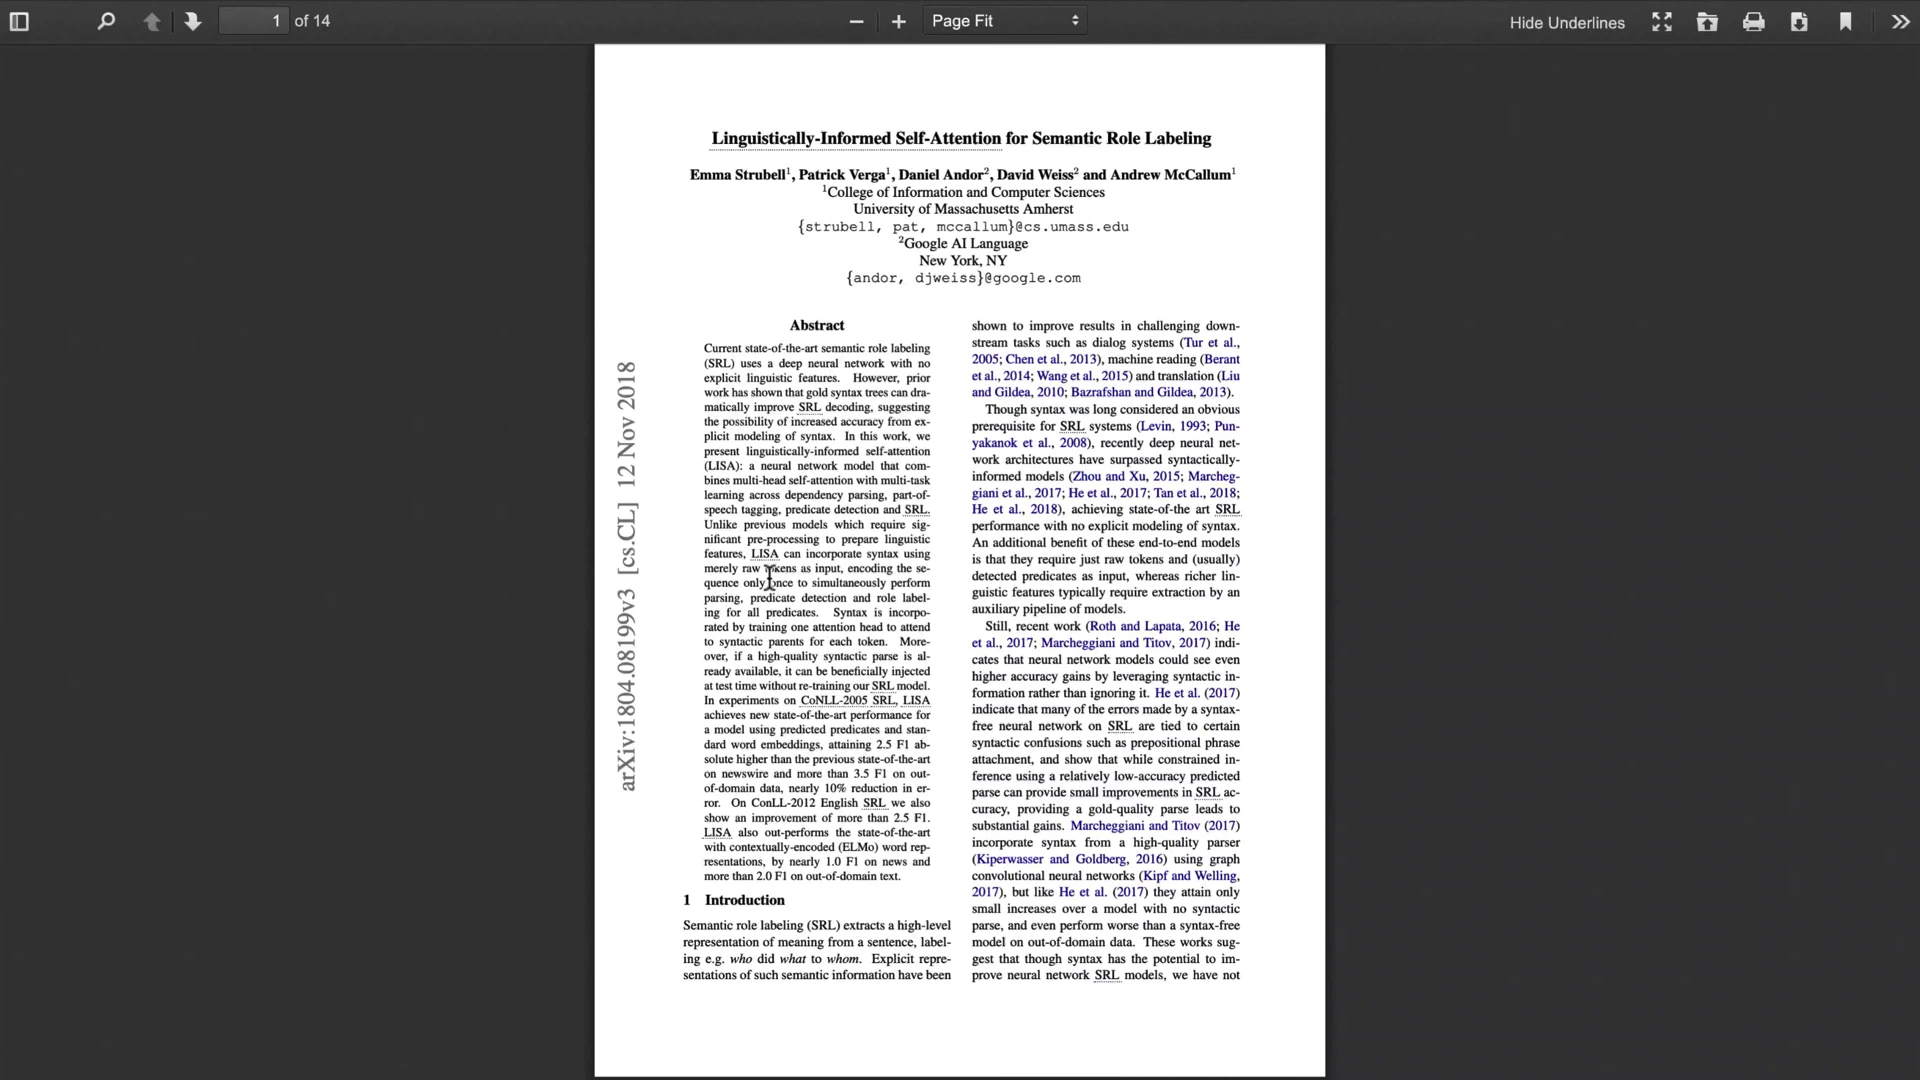 1 of 14
Page Fit
Hide Underlines
Linguistically-Informed Self-Attention for Semantic Role Labeling
Emma Strubell1, Patrick Verga1, Daniel Andor2, David Weiss2 and Andrew McCallum1
1College of Information and Computer Sciences
University of Massachusetts Amherst
{strubell, pat, mccallum}@cs.umass.edu
2Google AI Language
New York, NY
{andor, djweiss}@google.com
arXiv:1804.08199v3 [cs.CL] 12 Nov 2018
Abstract
Current state-of-the-art semantic role labeling
(SRL) uses a deep neural network with no
explicit linguistic features. However, prior
work has shown that gold syntax trees can dra-
matically improve SRL decoding, suggesting
the possibility of increased accuracy from ex-
plicit modeling of syntax. In this work, we
present linguistically-informed self-attention
(LISA): a neural network model that com-
bines multi-head self-attention with multi-task
learning across dependency parsing, part-of-
speech tagging, predicate detection and SRL.
Unlike previous models which require sig-
nificant pre-processing to prepare linguistic
features, LISA can incorporate syntax using
merely raw tokens as input, encoding the se-
quence only once to simultaneously perform
parsing, predicate detection and role label-
ing for all predicates. Syntax is incorpo-
rated by training one attention head to attend
to syntactic parents for each token. More-
over, if a high-quality syntactic parse is al-
ready available, it can be beneficially injected
at test time without re-training our SRL model.
In experiments on CoNLL-2005 SRL, LISA
achieves new state-of-the-art performance for
a model using predicted predicates and stan-
dard word embeddings, attaining 2.5 F1 ab-
solute higher than the previous state-of-the-art
on newswire and more than 3.5 F1 on out-
of-domain data, nearly 10% reduction in er-
ror. On ConLL-2012 English SRL we also
show an improvement of more than 2.5 F1.
LISA also out-performs the state-of-the-art
with contextually-encoded (ELMo) word rep-
resentations, by nearly 1.0 F1 on news and
more than 2.0 F1 on out-of-domain text.
1 Introduction
Semantic role labeling (SRL) extracts a high-level
representation of meaning from a sentence, label-
ing e.g. who did what to whom. Explicit repre-
sentations of such semantic information have been
shown to improve results in challenging down-
stream tasks such as dialog systems (Tur et al.,
2005; Chen et al., 2013), machine reading (Berant
et al., 2014; Wang et al., 2015) and translation (Liu
and Gildea, 2010; Bazrafshan and Gildea, 2013).
Though syntax was long considered an obvious
prerequisite for SRL systems (Levin, 1993; Pun-
yakanok et al., 2008), recently deep neural net-
work architectures have surpassed syntactically-
informed models (Zhou and Xu, 2015; Marcheg-
giani et al., 2017; He et al., 2017; Tan et al., 2018;
He et al., 2018), achieving state-of-the art SRL
performance with no explicit modeling of syntax.
An additional benefit of these end-to-end models
is that they require just raw tokens and (usually)
detected predicates as input, whereas richer lin-
guistic features typically require extraction by an
auxiliary pipeline of models.
Still, recent work (Roth and Lapata, 2016; He
et al., 2017; Marcheggiani and Titov, 2017) indi-
cates that neural network models could see even
higher accuracy gains by leveraging syntactic in-
formation rather than ignoring it. He et al. (2017)
indicate that many of the errors made by a syntax-
free neural network on SRL are tied to certain
syntactic confusions such as prepositional phrase
attachment, and show that while constrained in-
ference using a relatively low-accuracy predicted
parse can provide small improvements in SRL ac-
curacy, providing a gold-quality parse leads to
substantial gains. Marcheggiani and Titov (2017)
incorporate syntax from a high-quality parser
(Kiperwasser and Goldberg, 2016) using graph
convolutional neural networks (Kipf and Welling,
2017), but like He et al. (2017) they attain only
small increases over a model with no syntactic
parse, and even perform worse than a syntax-free
model on out-of-domain data. These works sug-
gest that though syntax has the potential to im-
prove neural network SRL models, we have not